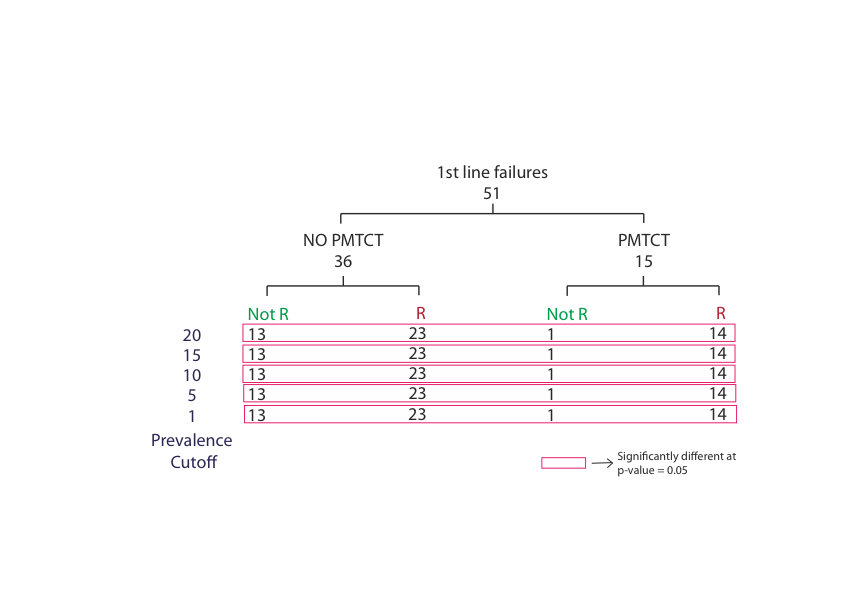 1st line failures
51
NO PMTCT PMTCT
36 15
Not R R Not R R
20 13 23 1 14
15 13 23 1 14
10 13 23 1 14
5 13 23 1 14
1 13 23 1 14
Prevalence
Cutoff
Significantly different at
p-value = 0.05